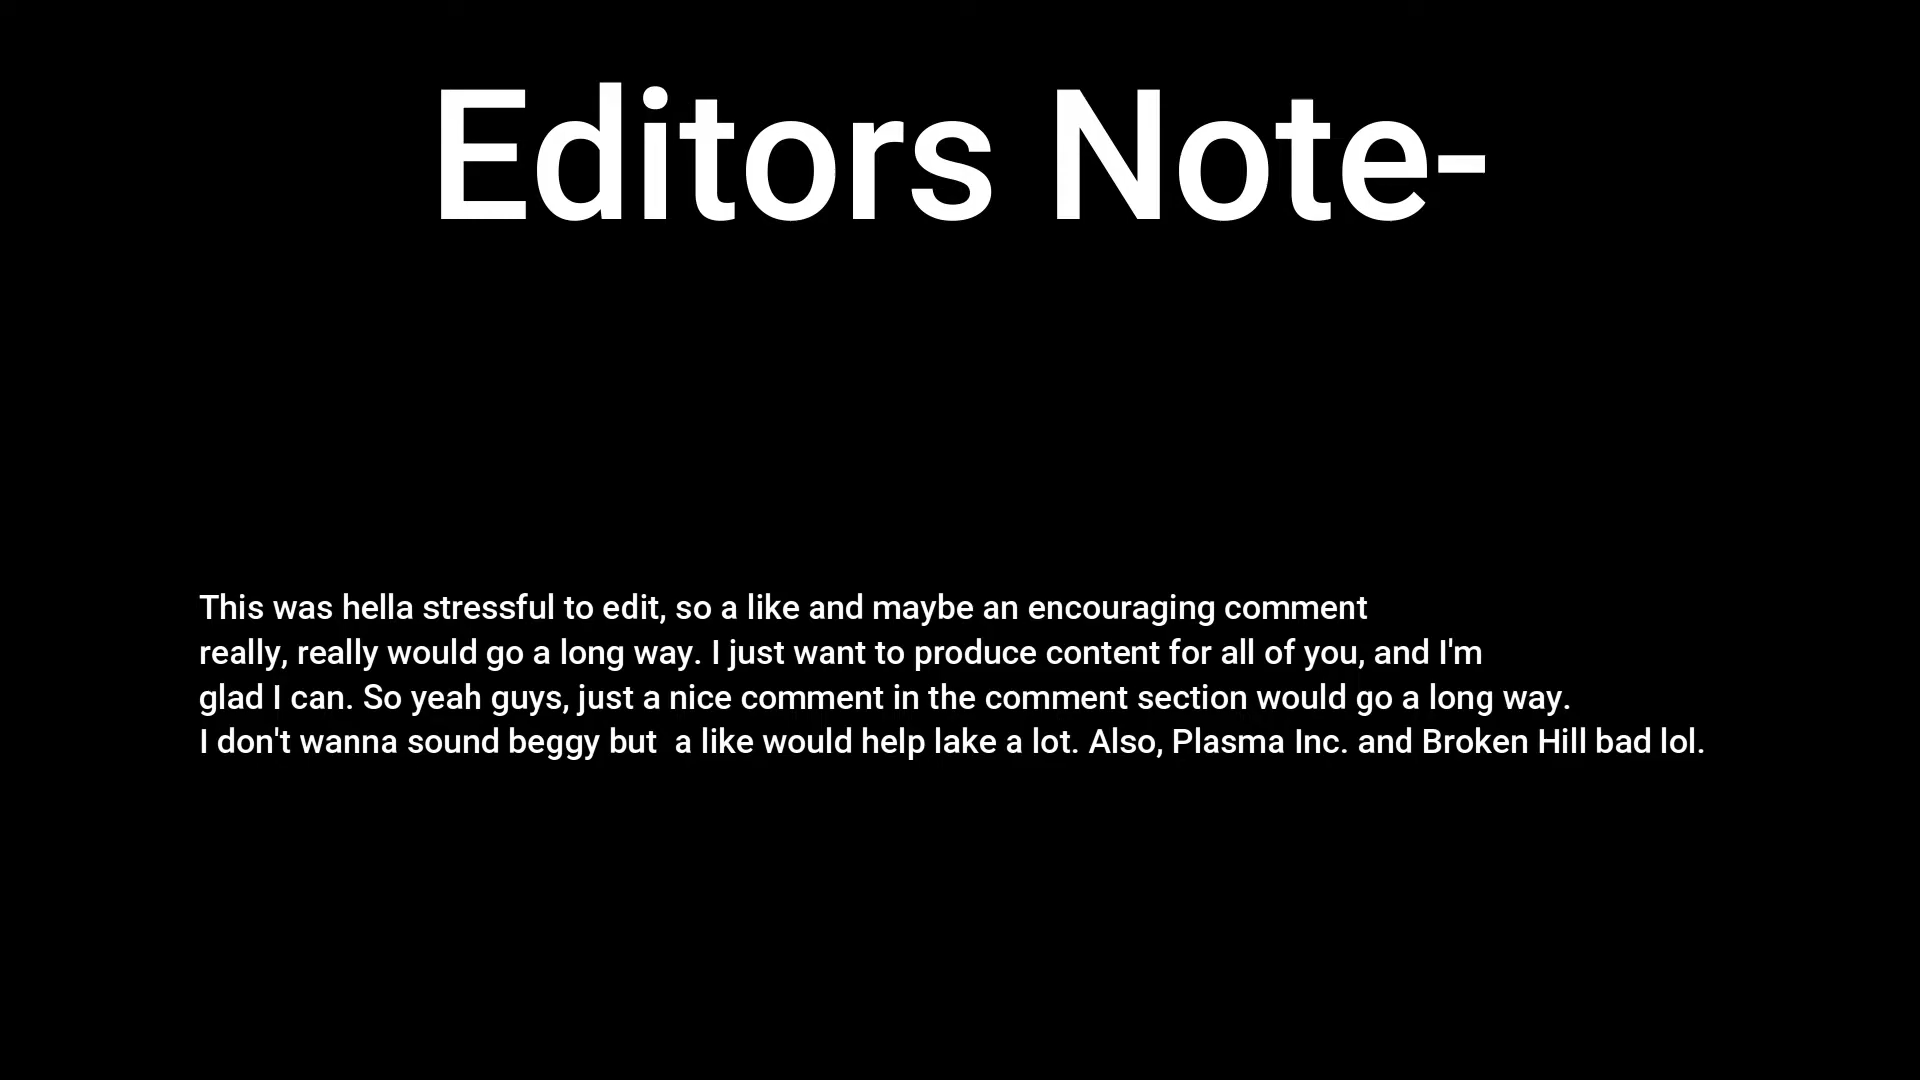 Editors Note-
This was hella stressful to edit, so a like and maybe an encouraging comment
really, really would go a long way. I just want to produce content for all of you, and I'm
glad I can. So yeah guys, just a nice comment in the comment section would go a long way.
I don't wanna sound beggy but  a like would help lake a lot. Also, Plasma Inc. and Broken Hill bad lol.